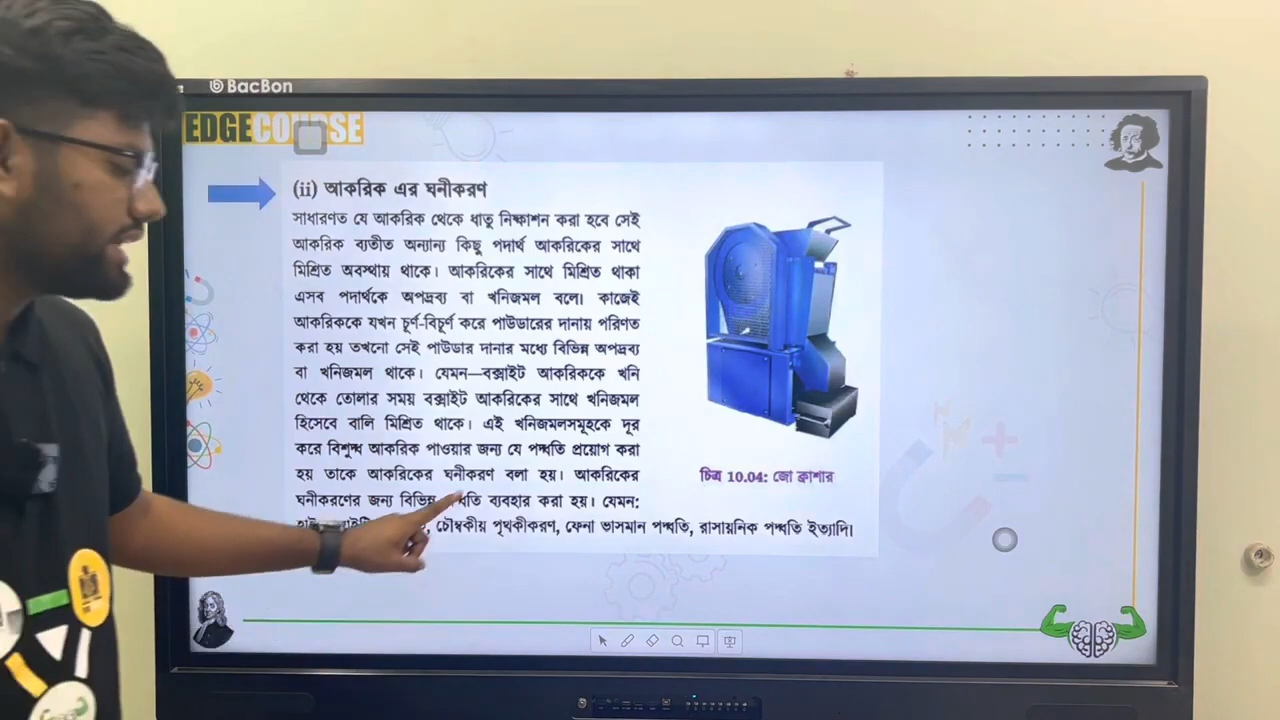 BacBon
EDGECOURSE
(ii) আকরিক এর ঘনীকরণ
সাধারণত যে আকরিক থেকে ধাতু নিষ্কাশন করা হবে সেই
আকরিক ব্যতীত অন্যান্য কিছু পদার্থ আকরিকের সাথে
মিশ্রিত অবস্থায় থাকে। আকরিকের সাথে মিশ্রিত থাকা
এসব পদার্থকে অপদ্রব্য বা খনিজমল বলে। কাজেই
আকরিককে যখন চূর্ণ-বিচূর্ণ করে পাউডারের দানায় পরিণত
করা হয় তখনো সেই পাউডার দানার মধ্যে বিভিন্ন অপদ্রব্য
বা খনিজমল থাকে। যেমন—বক্সাইট আকরিককে খনি
থেকে তোলার সময় বক্সাইট আকরিকের সাথে খনিজমল
হিসেবে বালি মিশ্রিত থাকে। এই খনিজমলসমূহকে দূর
করে বিশুদ্ধ আকরিক পাওয়ার জন্য যে পদ্ধতি প্রয়োগ করা
হয় তাকে আকরিকের ঘনীকরণ বলা হয়। আকরিকের
ঘনীকরণের জন্য বিভিন্ন ব্যবহার করা হয়। যেমন:
চৌম্বকীয় পৃথকীকরণ, ফেনা ভাসমান পদ্ধতি, রাসায়নিক পদ্ধতি ইত্যাদি।
চিত্র 10.04: জো ক্রাশার